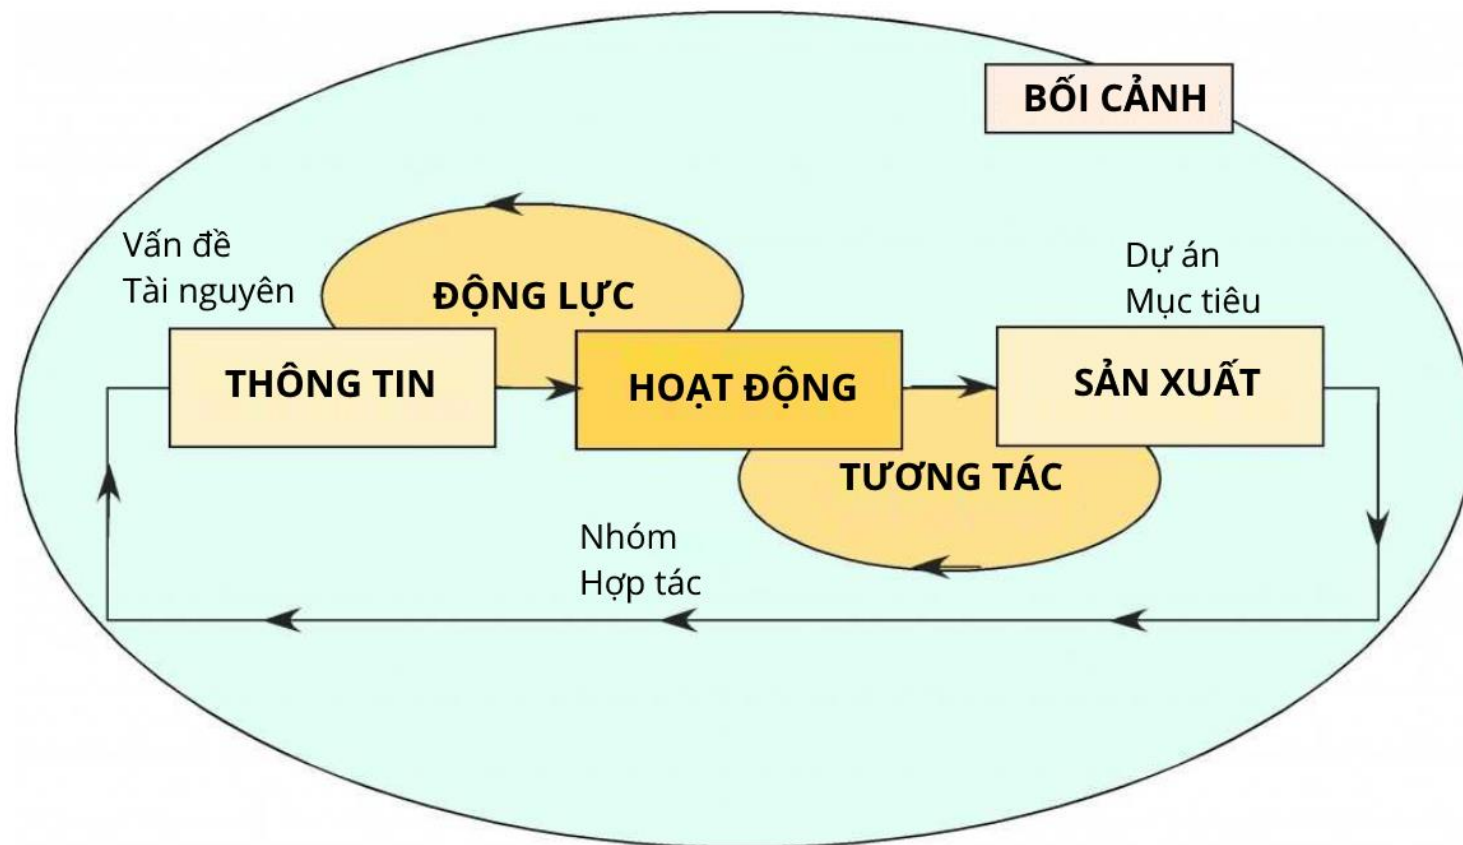 BỐI CẢNH
Vấn đề
Tài nguyên
ĐỘNG LỰC
Dự án
Mục tiêu
THÔNG TIN
HOẠT ĐỘNG
SẢN XUẤT
TƯƠNG TÁC
Nhóm
Hợp tác